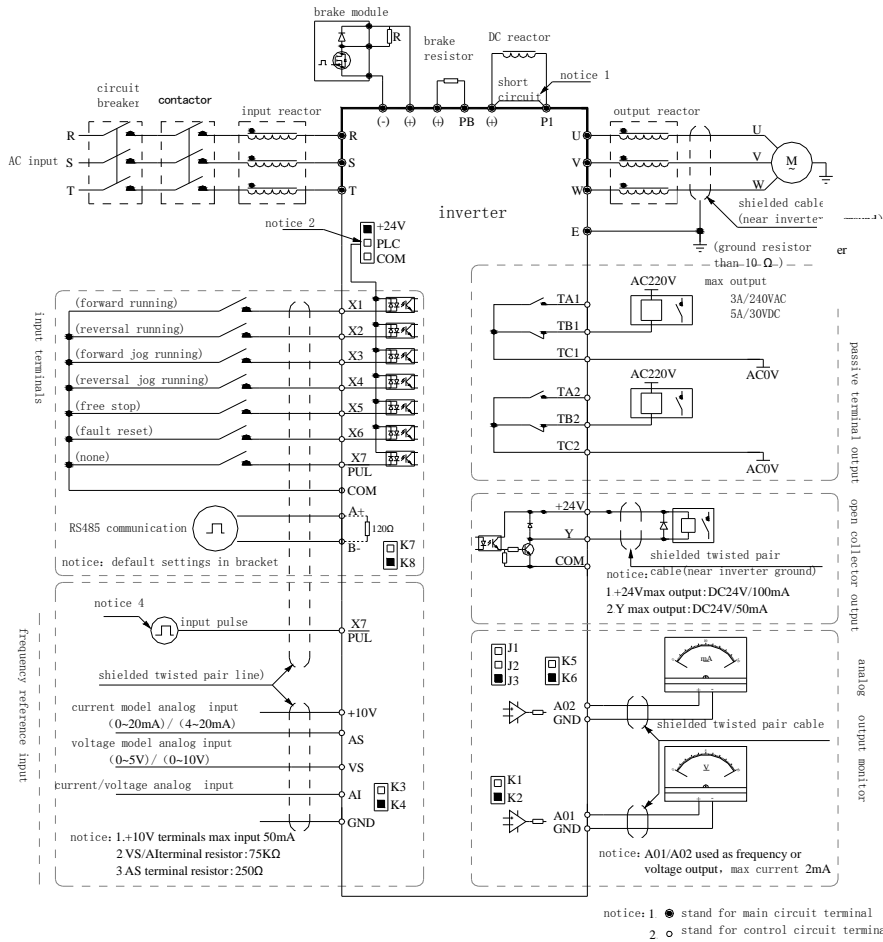 brake module
R
brake
resistor
DC reactor
notice 1
short
circuit
circuit
breaker
contactor
input reactor
(-)
(+)
(+)
PB
(+)
P1
output reactor
R
R
U
U
AC input
S
S
V
V
M
~
T
T
W
W
inverter
shielded cable
(near inverter ground)
notice 2
+24V
PLC
COM
E
(ground resistor
than 10 Ω )
er
input terminals
(forward running)
X1
(reversal running)
X2
(forward jog running)
X3
(reversal jog running)
X4
(free stop)
X5
(fault reset)
X6
(none)
X7
PUL
COM
RS485 communication
A+
120Ω
B-
K7
K8
notice: default settings in bracket
max output
3A/240VAC
5A/30VDC
AC220V
TA1
TB1
TC1
AC0V
AC220V
TA2
TB2
TC2
AC0V
passive terminal output
+24V
Y
COM
shielded twisted pair
cable(near inverter ground)
notice:
1 +24Vmax output: DC24V/100mA
2 Y max output: DC24V/50mA
open collector output
frequency reference input
notice 4
input pulse
X7
PUL
shielded twisted pair line)
current model analog input
(0~20mA)/(4~20mA)
+10V
AS
voltage model analog input
(0~5V)/(0~10V)
VS
current/voltage analog input
AI
K3
K4
GND
notice: 1.+10V terminals max input 50mA
2 VS/AIterminal resistor:75KΩ
3 AS terminal resistor:250Ω
J1
J2
J3
K5
K6
mA
A02
GND
shielded twisted pair cable
K1
K2
V
A01
GND
notice: A01/A02 used as frequency or
voltage output, max current 2mA
analog output monitor
notice: 1 stand for main circuit terminal
2 stand for control circuit termina